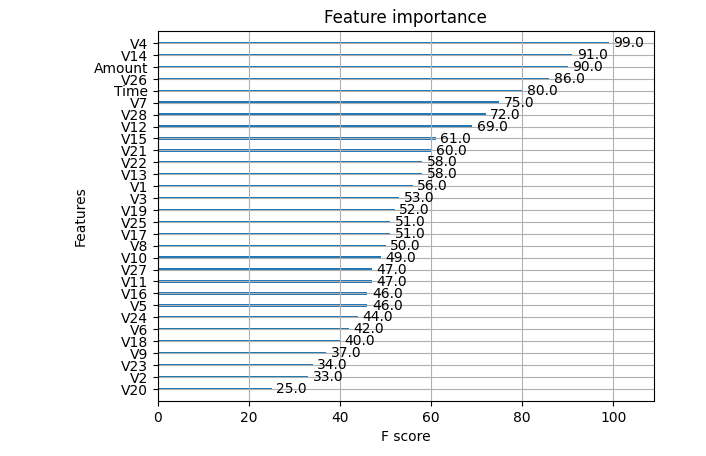 Feature importance
V4 99.0
V14 91.0
Amount 90.0
V26 86.0
Time 80.0
V7 75.0
V28 72.0
V12 69.0
V15 61.0
V21 60.0
V22 58.0
V13 58.0
V1 56.0
V3 53.0
V19 52.0
V25 51.0
V17 51.0
V8 50.0
V10 49.0
V27 47.0
V11 47.0
V16 46.0
V5 46.0
V24 44.0
V6 42.0
V18 40.0
V9 37.0
V23 34.0
V2 33.0
V20 25.0
Features
0 20 40 60 80 100
F score